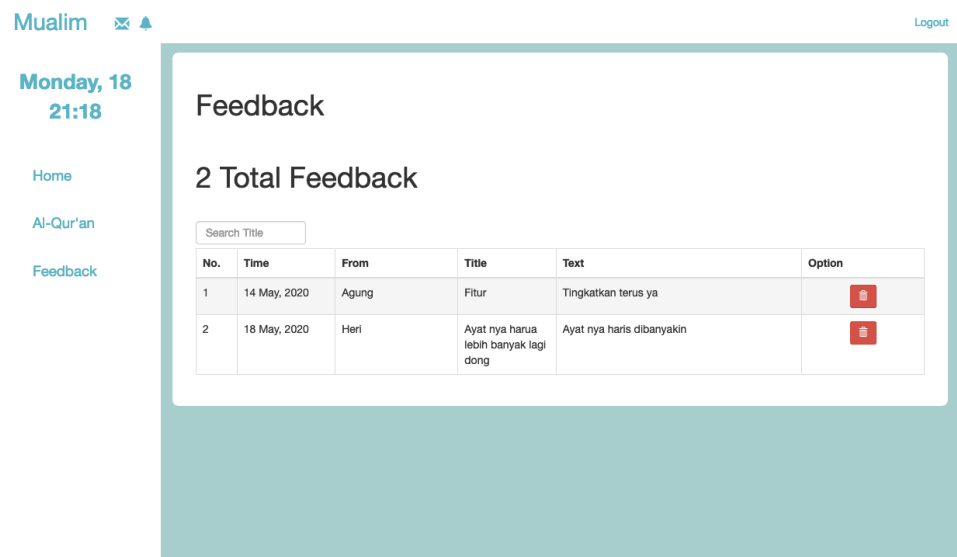 Mualim
Logout
Monday, 18
21:18
Home
Al-Qur'an
Feedback
Feedback
2 Total Feedback
Search Title
No. Time From Title Text Option
1 14 May, 2020 Agung Fitur Tingkatkan terus ya
2 18 May, 2020 Heri Ayat nya harua Ayat nya haris dibanyakin
lebih banyak lagi
dong